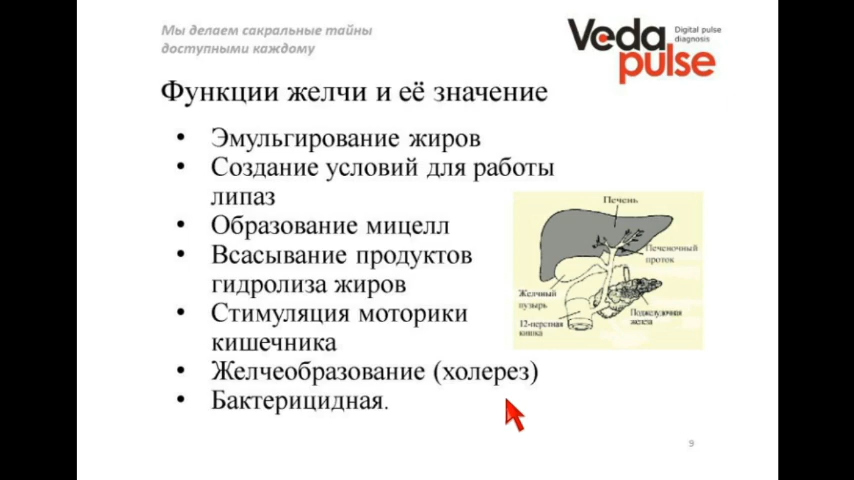 Мы делаем сакральные тайны
доступными каждому
Veda
pulse
Digital pulse
diagnosis
Функции желчи и её значение
• Эмульгирование жиров
• Создание условий для работы
липаз
• Образование мицелл
• Всасывание продуктов
гидролиза жиров
• Стимуляция моторики
кишечника
• Желчеобразование (холерез)
• Бактерицидная.
Печень
Печеночный
проток
Желчный
пузырь
12-перстная
кишка
Поджелудочная
железа
9